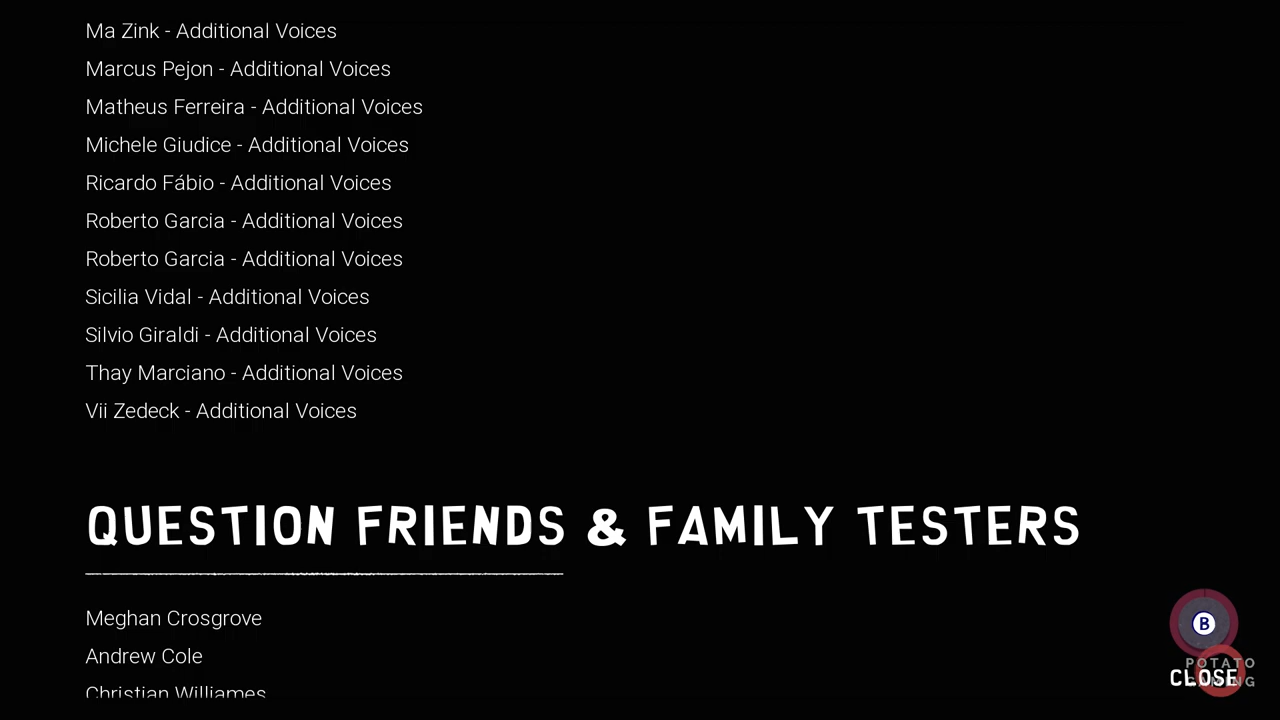 Ma Zink - Additional Voices
Marcus Pejon - Additional Voices
Matheus Ferreira - Additional Voices
Michele Giudice - Additional Voices
Ricardo Fábio - Additional Voices
Roberto Garcia - Additional Voices
Roberto Garcia - Additional Voices
Sicilia Vidal - Additional Voices
Silvio Giraldi - Additional Voices
Thay Marciano - Additional Voices
Vii Zedeck - Additional Voices
QUESTION FRIENDS & FAMILY TESTERS
Meghan Crosgrove
Andrew Cole
Christian Williames
B
POTATO
GAMING
CLOSE